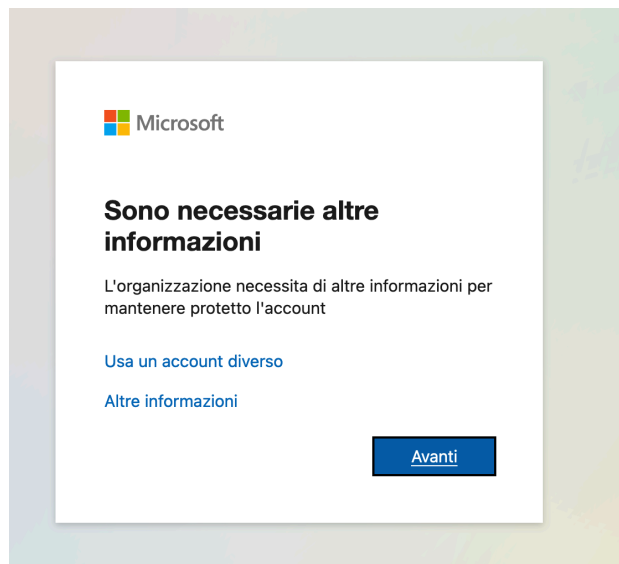 Microsoft
Sono necessarie altre
informazioni
L'organizzazione necessita di altre informazioni per
mantenere protetto l'account
Usa un account diverso
Altre informazioni
Avanti